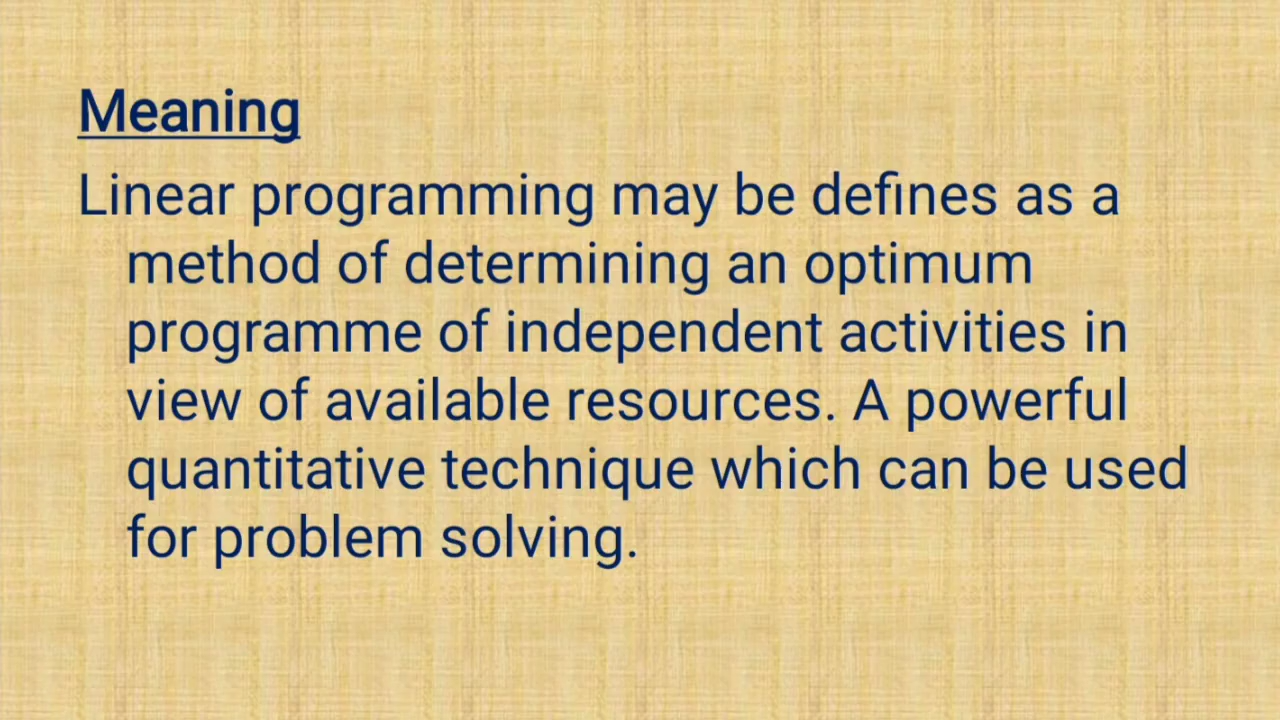 Meaning
Linear programming may be defines as a
method of determining an optimum
programme of independent activities in
view of available resources. A powerful
quantitative technique which can be used
for problem solving.